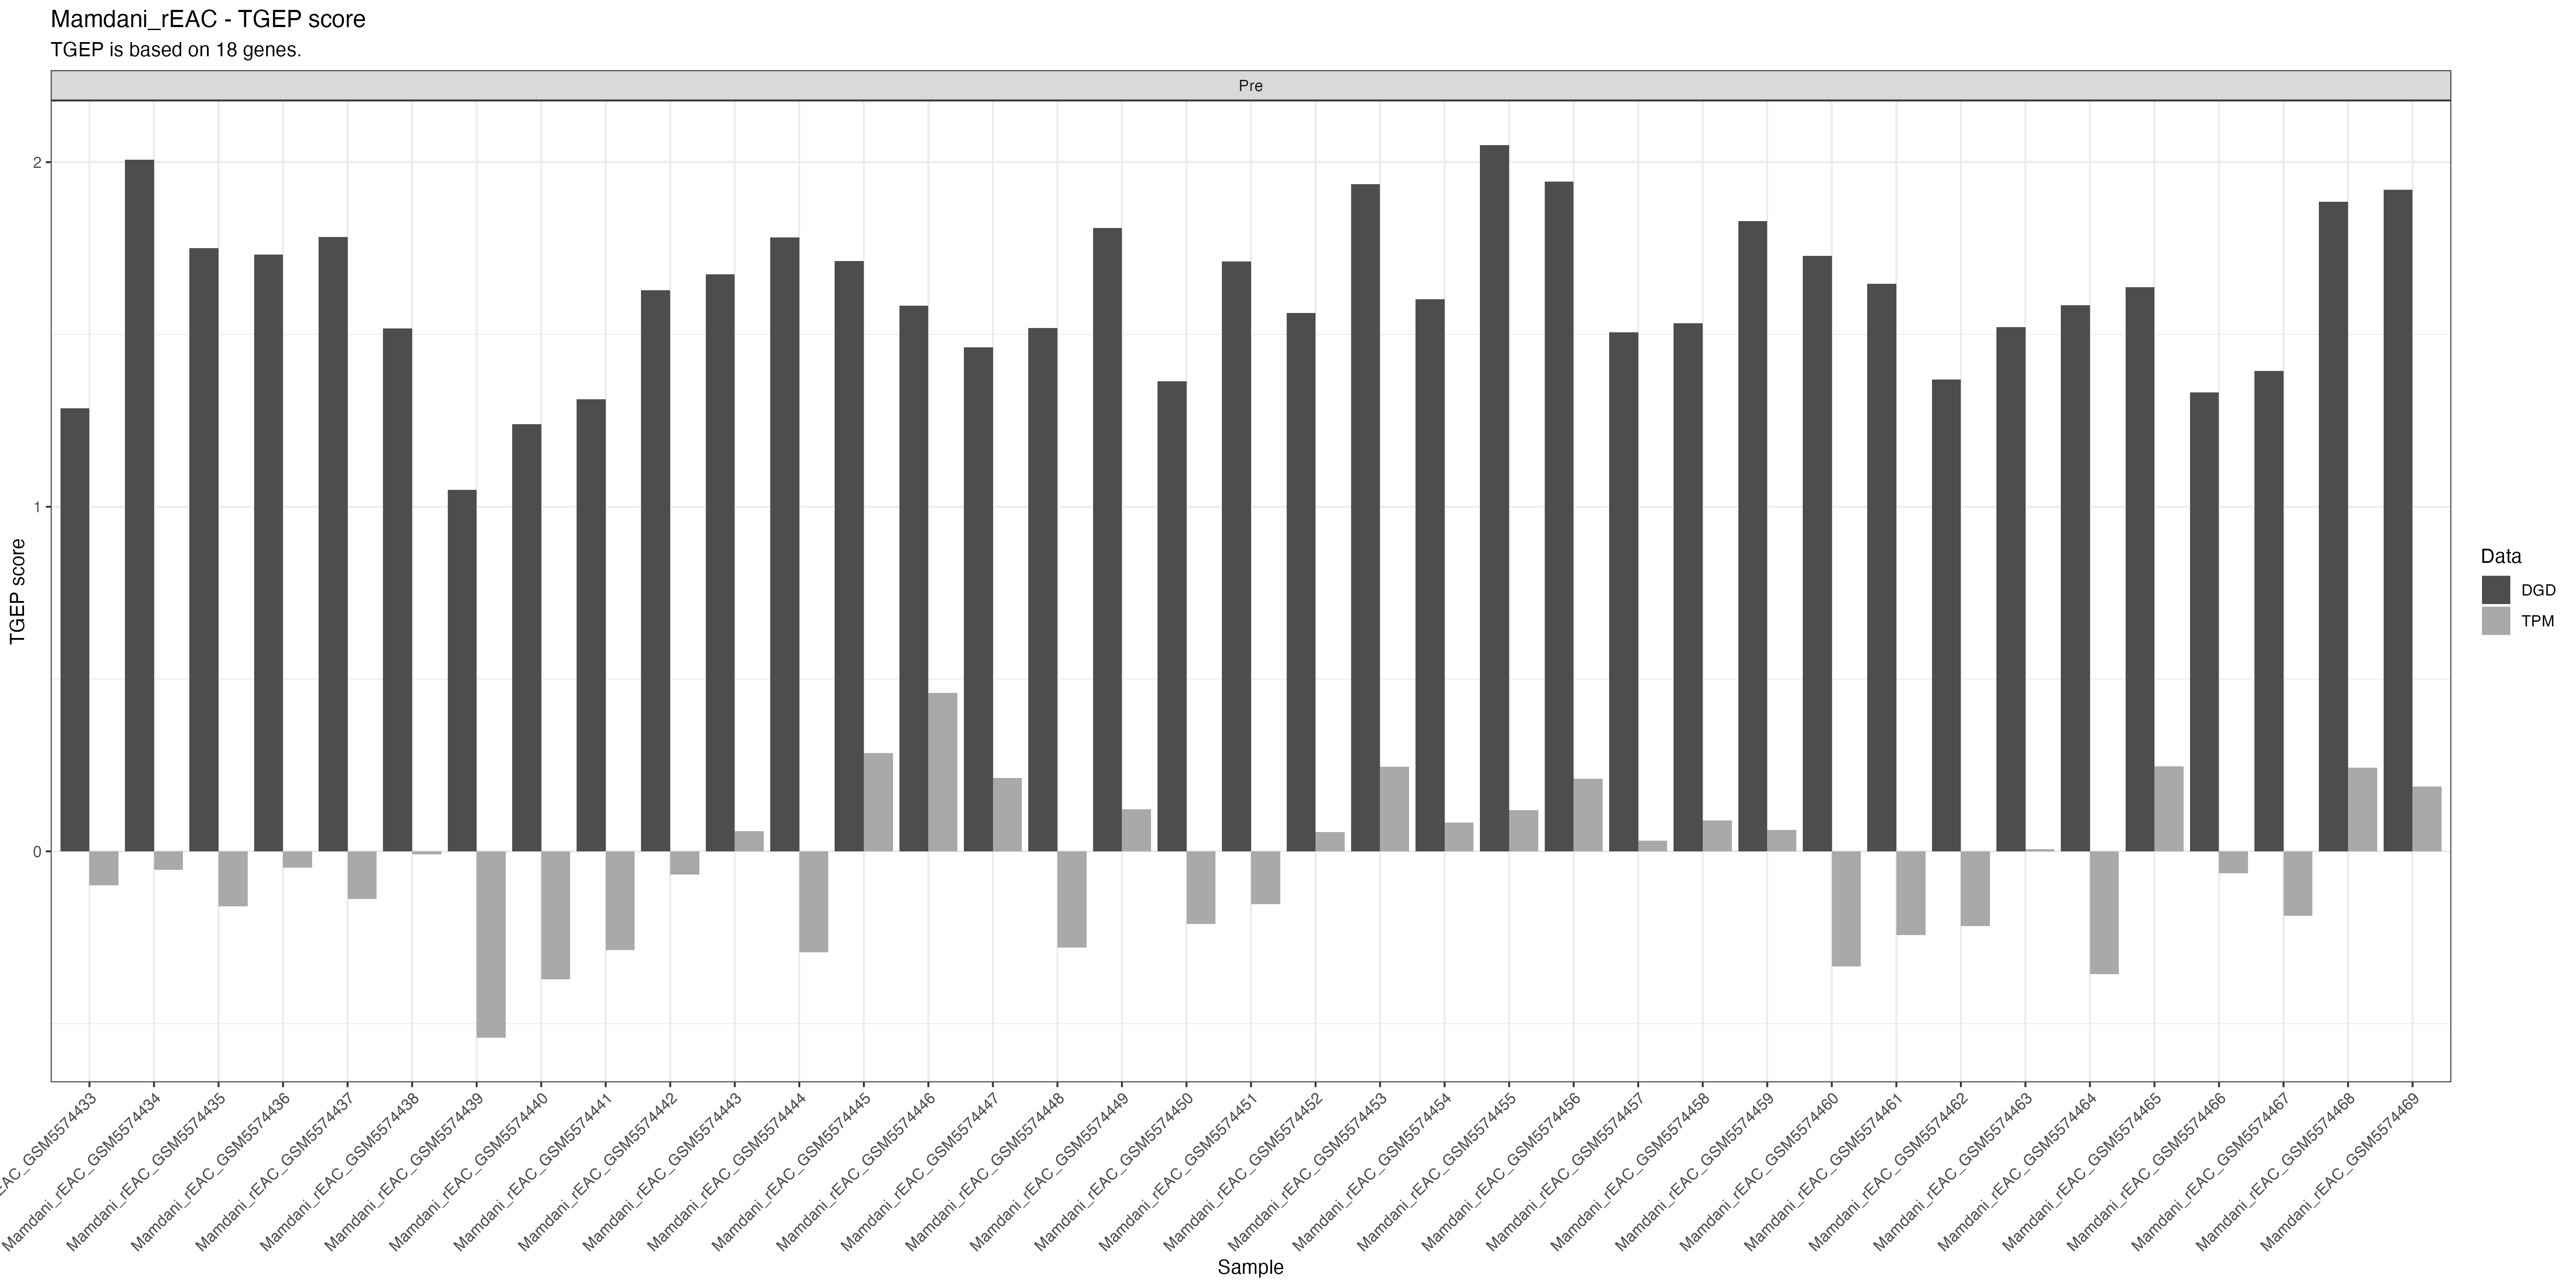 Mamdani_rEAC - TGEP score
TGEP is based on 18 genes.
Pre
TGEP score
2
1
0
Data
DGD
TPM
EAC_GSM5574433
Mamdani_rEAC_GSM5574434
Mamdani_rEAC_GSM5574435
Mamdani_rEAC_GSM5574436
Mamdani_rEAC_GSM5574437
Mamdani_rEAC_GSM5574438
Mamdani_rEAC_GSM5574439
Mamdani_rEAC_GSM5574440
Mamdani_rEAC_GSM5574441
Mamdani_rEAC_GSM5574442
Mamdani_rEAC_GSM5574443
Mamdani_rEAC_GSM5574444
Mamdani_rEAC_GSM5574445
Mamdani_rEAC_GSM5574446
Mamdani_rEAC_GSM5574447
Mamdani_rEAC_GSM5574448
Mamdani_rEAC_GSM5574449
Mamdani_rEAC_GSM5574450
Mamdani_rEAC_GSM5574451
Mamdani_rEAC_GSM5574452
Mamdani_rEAC_GSM5574453
Mamdani_rEAC_GSM5574454
Mamdani_rEAC_GSM5574455
Mamdani_rEAC_GSM5574456
Mamdani_rEAC_GSM5574457
Mamdani_rEAC_GSM5574458
Mamdani_rEAC_GSM5574459
Mamdani_rEAC_GSM5574460
Mamdani_rEAC_GSM5574461
Mamdani_rEAC_GSM5574462
Mamdani_rEAC_GSM5574463
Mamdani_rEAC_GSM5574464
Mamdani_rEAC_GSM5574465
Mamdani_rEAC_GSM5574466
Mamdani_rEAC_GSM5574467
Mamdani_rEAC_GSM5574468
Mamdani_rEAC_GSM5574469
Sample